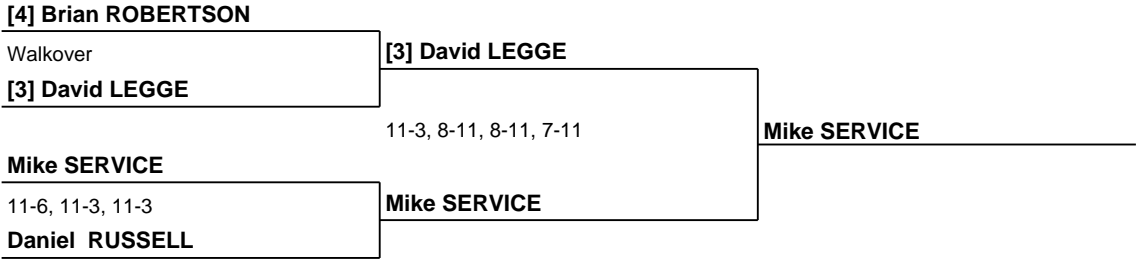 [4] Brian ROBERTSON
Walkover
[3] David LEGGE
[3] David LEGGE
11-3, 8-11, 8-11, 7-11
Mike SERVICE
Mike SERVICE
11-6, 11-3, 11-3
Mike SERVICE
Daniel  RUSSELL